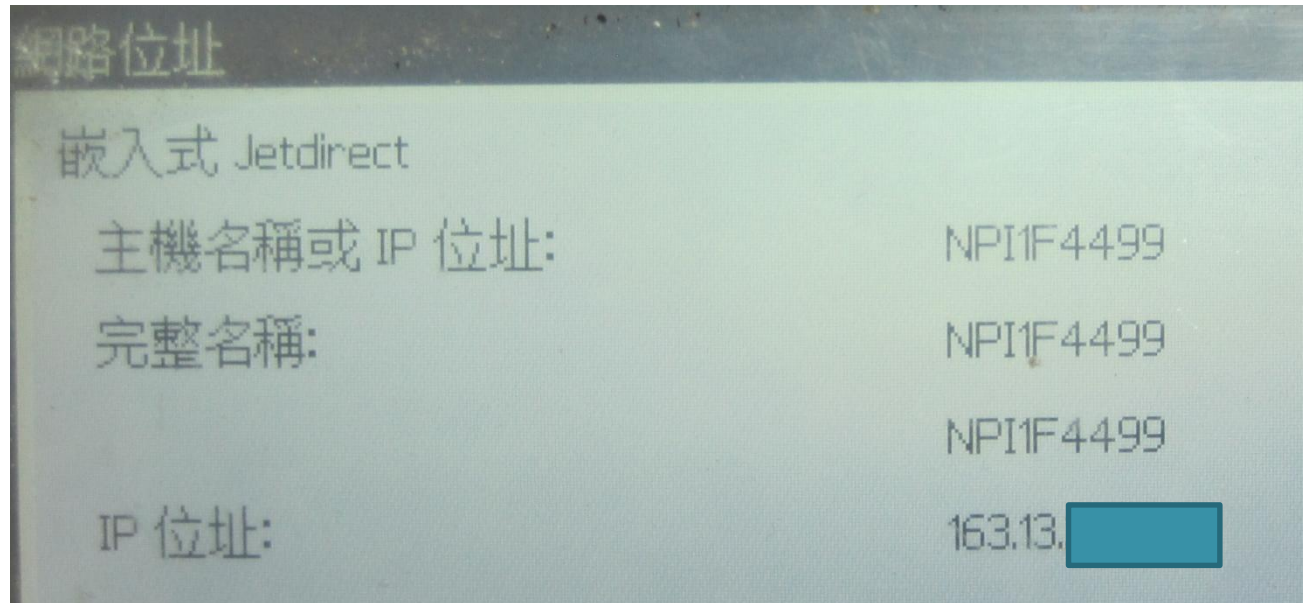 網路位址
嵌入式 Jetdirect
主機名稱或 IP 位址: NPI1F4499
完整名稱: NPI1F4499
NPI1F4499
IP 位址: 163.13.